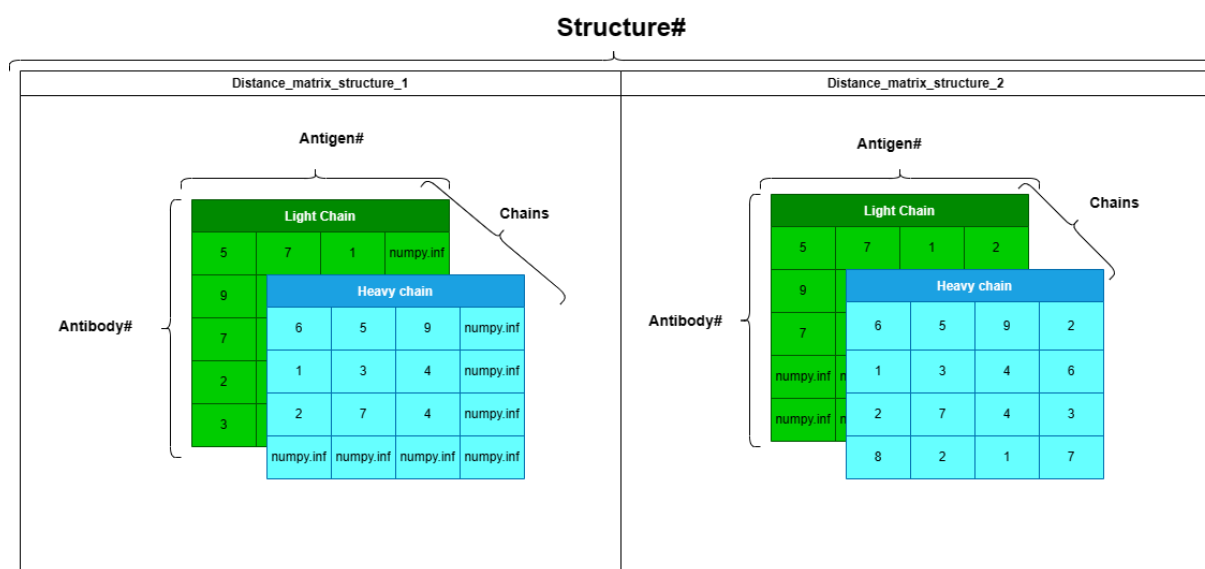 Structure#
Distance_matrix_structure_1 Distance_matrix_structure_2
Antigen#
Antigen#
Light Chain
5 7 1 numpy.inf
9
7
2
3
Chains
Antibody#
Heavy chain
6 5 9 numpy.inf
1 3 4 numpy.inf
2 7 4 numpy.inf
numpy.inf numpy.inf numpy.inf numpy.inf
Light Chain
5 7 1 2
9
7
numpy.inf n
numpy.inf n
Chains
Antibody#
Heavy chain
6 5 9 2
1 3 4 6
2 7 4 3
8 2 1 7